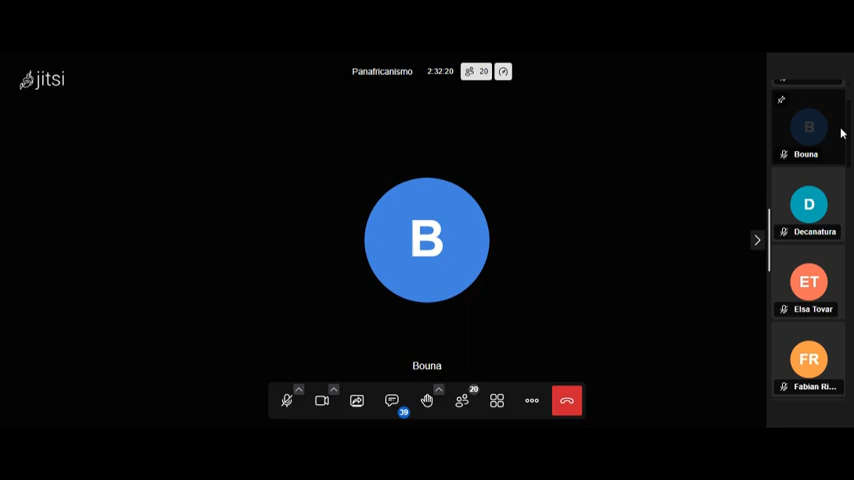 jitsi
Panafricanismo 2:32:20 20
B
Bouna
D
Decanatura
ET
Elsa Tovar
FR
Fabian Ri...
B
Bouna
20
39